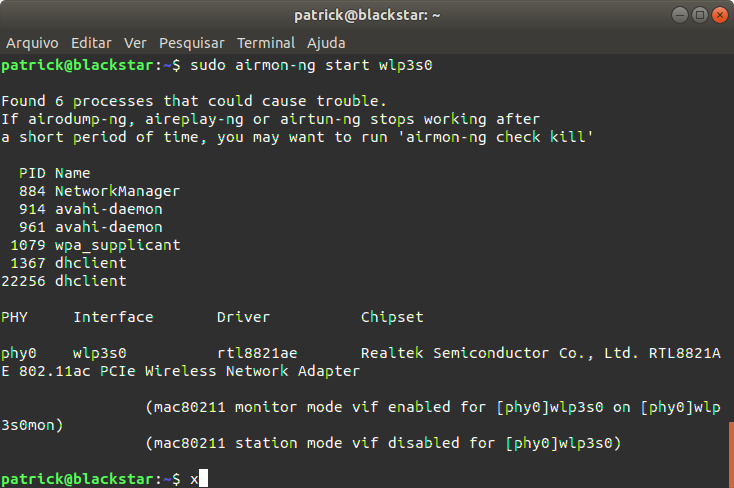 patrick@blackstar: ~
Arquivo Editar Ver Pesquisar Terminal Ajuda
patrick@blackstar:~$ sudo airmon-ng start wlp3s0
Found 6 processes that could cause trouble.
If airodump-ng, aireplay-ng or airtun-ng stops working after
a short period of time, you may want to run 'airmon-ng check kill'
PID Name
884 NetworkManager
914 avahi-daemon
961 avahi-daemon
1079 wpa_supplicant
1367 dhclient
22256 dhclient
PHY Interface Driver Chipset
phy0 wlp3s0 rtl8821ae Realtek Semiconductor Co., Ltd. RTL8821A
E 802.11ac PCIe Wireless Network Adapter
(mac80211 monitor mode vif enabled for [phy0]wlp3s0 on [phy0]wlp
3s0mon)
(mac80211 station mode vif disabled for [phy0]wlp3s0)
patrick@blackstar:~$ x